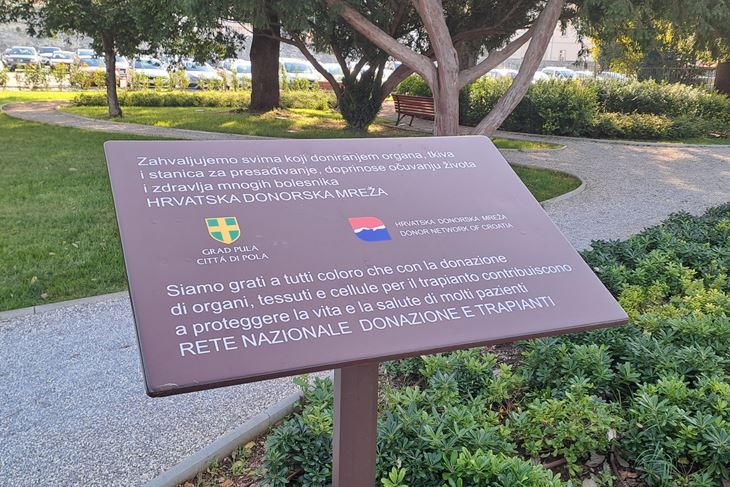 Zahvaljujemo svima koji doniranjem organa, tkiva
i stanica za presađivanje, doprinose očuvanju života
i zdravlja mnogih bolesnika
HRVATSKA DONORSKA MREŽA
GRAD PULA
CITTÀ DI POLA
HRVATSKA DONORSKA MREŽA
DONOR NETWORK OF CROATIA
Siamo grati a tutti coloro che con la donazione
di organi, tessuti e cellule per il trapianto contribuiscono
a proteggere la vita e la salute di molti pazienti
RETE NAZIONALE DONAZIONE E TRAPIANTI